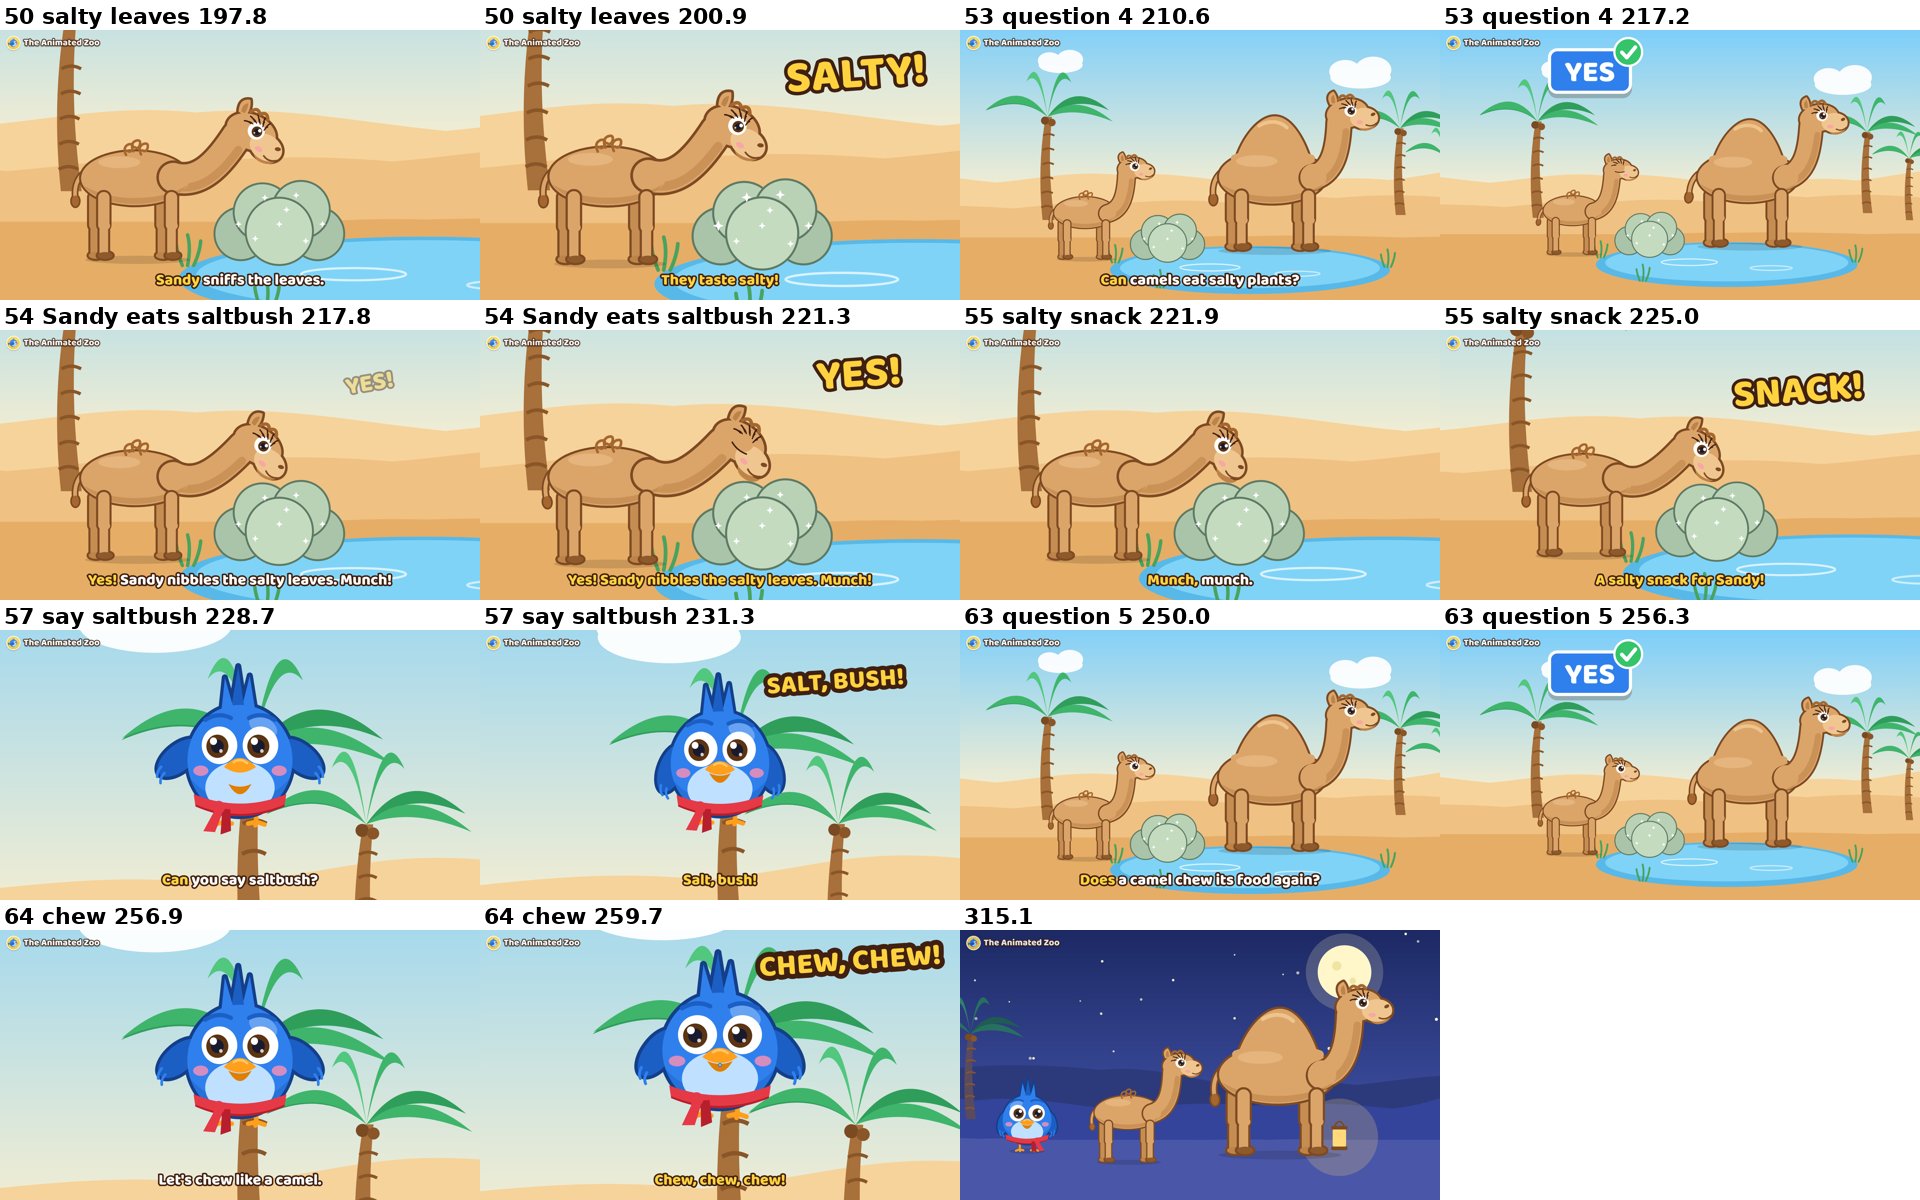 50 salty leaves 197.8
The Animated Zoo
Sandy sniffs the leaves.
50 salty leaves 200.9
The Animated Zoo
SALTY!
They taste salty!
53 question 4 210.6
The Animated Zoo
Can camels eat salty plants?
53 question 4 217.2
The Animated Zoo
YES
54 Sandy eats saltbush 217.8
The Animated Zoo
YES!
Yes! Sandy nibbles the salty leaves. Munch!
54 Sandy eats saltbush 221.3
The Animated Zoo
YES!
Yes! Sandy nibbles the salty leaves. Munch!
55 salty snack 221.9
The Animated Zoo
Munch, munch.
55 salty snack 225.0
The Animated Zoo
SNACK!
A salty snack for Sandy!
57 say saltbush 228.7
The Animated Zoo
Can you say saltbush?
57 say saltbush 231.3
The Animated Zoo
SALT, BUSH!
Salt, bush!
63 question 5 250.0
The Animated Zoo
Does a camel chew its food again?
63 question 5 256.3
The Animated Zoo
YES
64 chew 256.9
The Animated Zoo
Let's chew like a camel.
64 chew 259.7
The Animated Zoo
CHEW, CHEW!
Chew, chew, chew!
315.1
The Animated Zoo